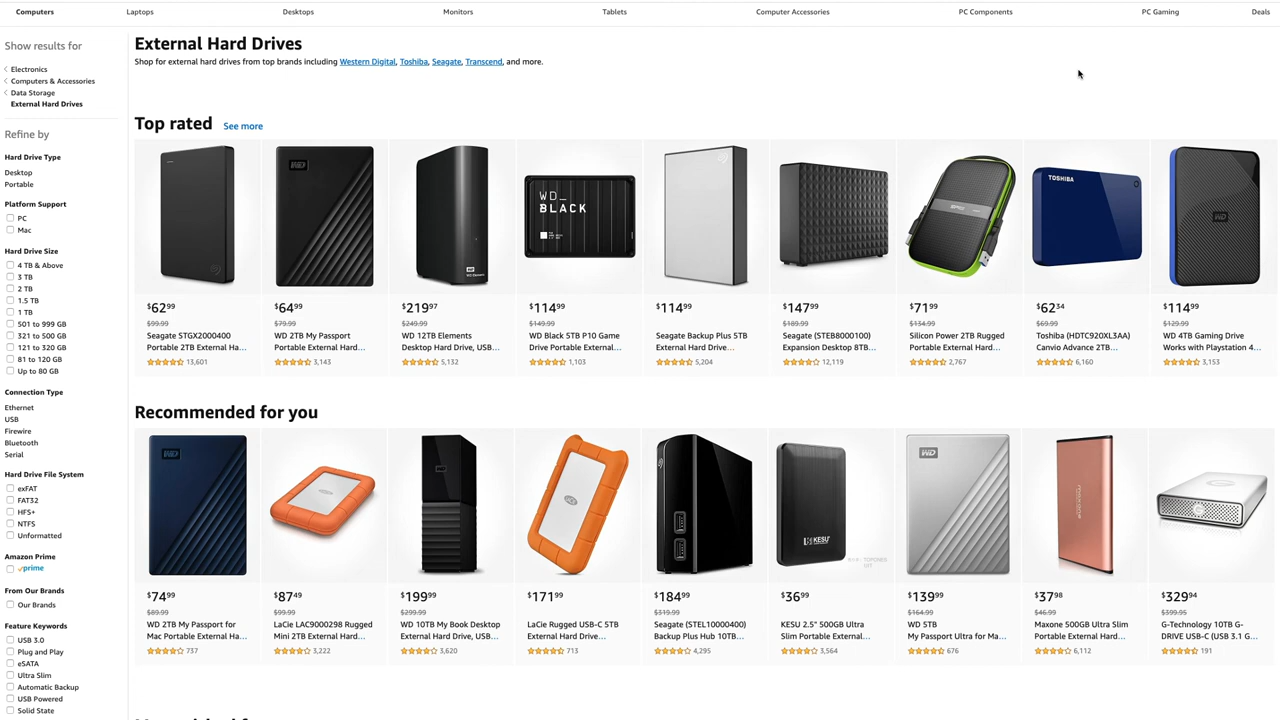 Computers Laptops Desktops Monitors Tablets Computer Accessories PC Components PC Gaming Deals
Show results for
Electronics
Computers & Accessories
Data Storage
External Hard Drives
Refine by
Hard Drive Type
Desktop
Portable
Platform Support
PC
Mac
Hard Drive Size
4 TB & Above
3 TB
2 TB
1.5 TB
1 TB
501 to 999 GB
321 to 500 GB
121 to 320 GB
81 to 120 GB
Up to 80 GB
Connection Type
Ethernet
USB
Firewire
Bluetooth
Serial
Hard Drive File System
exFAT
FAT32
HFS+
NTFS
Unformatted
Amazon Prime
prime
From Our Brands
Our Brands
Feature Keywords
USB 3.0
Plug and Play
eSATA
Ultra Slim
Automatic Backup
USB Powered
Solid State
External Hard Drives
Shop for external hard drives from top brands including Western Digital, Toshiba, Seagate, Transcend, and more.
Top rated See more
WD
WD
WD_
BLACK
TOSHIBA
WD
$62.99 $64.99 $219.97 $114.99 $114.99 $147.99 $71.99 $62.34 $114.99
$99.99 $79.99 $249.99 $149.99 $189.99 $134.99 $69.99 $129.99
Seagate STGX2000400 WD 2TB My Passport WD 12TB Elements WD Black 5TB P10 Game Seagate Backup Plus 5TB Seagate (STEB8000100) Silicon Power 2TB Rugged Toshiba (HDTC920XL3AA) WD 4TB Gaming Drive
Portable 2TB External Ha... Portable External Hard... Desktop Hard Drive, USB... Drive Portable External... External Hard Drive... Expansion Desktop 8TB... Portable External Hard... Canvio Advance 2TB... Works with Playstation 4...
13,601 3,143 5,132 1,103 5,204 12,119 2,767 6,160 3,153
Recommended for you
WD
KESU
WD
$74.99 $87.49 $199.99 $171.99 $184.99 $36.99 $139.99 $37.98 $329.94
$89.99 $99.99 $299.99 $319.99 $164.99 $46.99 $399.95
WD 2TB My Passport for LaCie LAC9000298 Rugged WD 10TB My Book Desktop LaCie Rugged USB-C 5TB Seagate (STEL10000400) KESU 2.5" 500GB Ultra WD 5TB Maxone 500GB Ultra Slim G-Technology 10TB G-
Mac Portable External Ha... Mini 2TB External Hard... External Hard Drive, USB... External Hard Drive... Backup Plus Hub 10TB... Slim Portable External... My Passport Ultra for Ma... Portable External Hard... DRIVE USB-C (USB 3.1 G...
737 3,222 3,620 713 4,295 3,564 676 6,112 191